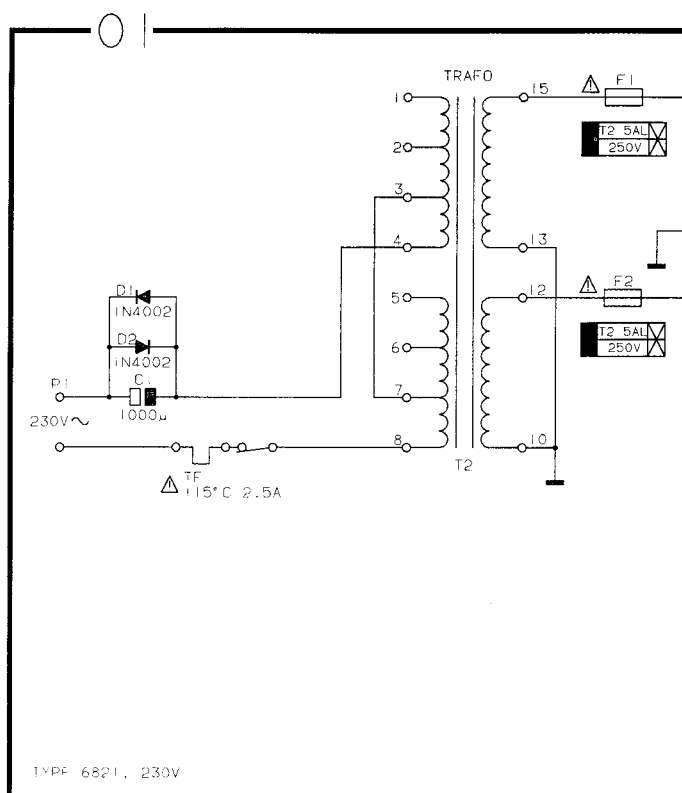 TRAFO
1
2
3
4
5
6
7
8
15
13
12
10
T2
F1
T2 5AL
250V
F2
T2 5AL
250V
D1
1N4002
D2
1N4002
C1
1000µ
P1
230V~
TF
115°C 2.5A
TYPE 6821, 230V